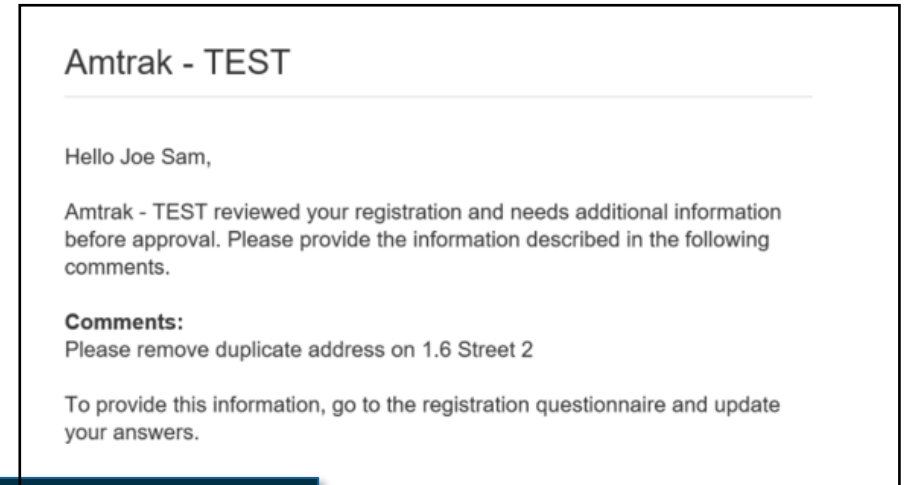 Amtrak - TEST
Hello Joe Sam,
Amtrak - TEST reviewed your registration and needs additional information
before approval. Please provide the information described in the following
comments.
Comments:
Please remove duplicate address on 1.6 Street 2
To provide this information, go to the registration questionnaire and update
your answers.